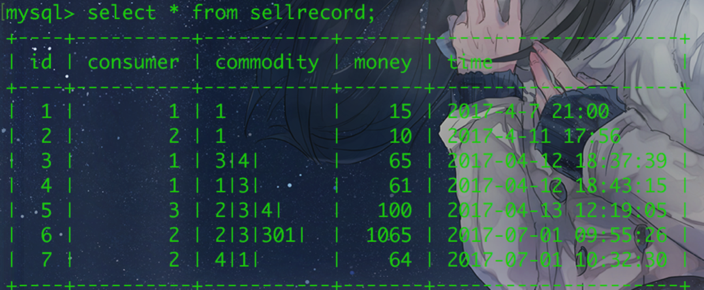 mysql> select * from sellrecord;
+----+----------+-----------+-------+---------------------+
| id | consumer | commodity | money | time                |
+----+----------+-----------+-------+---------------------+
|  1 |        1 | 1         |    15 | 2017-4-7 21:00      |
|  2 |        2 | 1         |    10 | 2017-4-11 17:56     |
|  3 |        1 | 3|4|      |    65 | 2017-04-12 18:37:39 |
|  4 |        1 | 1|3|      |    61 | 2017-04-12 18:43:15 |
|  5 |        3 | 2|3|4|    |   100 | 2017-04-13 12:19:05 |
|  6 |        2 | 2|3|301|  |  1065 | 2017-07-01 09:55:26 |
|  7 |        2 | 4|1|      |    64 | 2017-07-01 10:32:30 |
+----+----------+-----------+-------+---------------------+